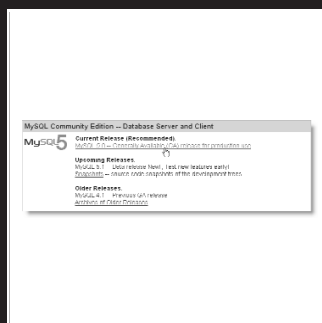 MySQL Community Edition -- Database Server and Client
MySQL 5
Current Release (Recommended).
MySQL 5.0 -- Generally Available (GA) release for production use
Upcoming Releases.
MySQL 5.1 -- Beta release New!, Test new features early!
Snapshots -- source code snapshots of the development trees
Older Releases.
MySQL 4.1 -- Previous GA release
Archives of Older Releases